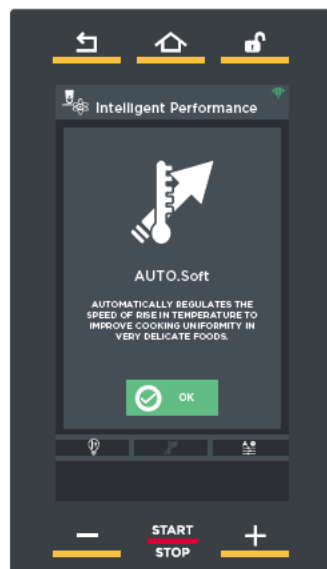 Intelligent Performance
AUTO.Soft
AUTOMATICALLY REGULATES THE
SPEED OF RISE IN TEMPERATURE TO
IMPROVE COOKING UNIFORMITY IN
VERY DELICATE FOODS.
OK
START
STOP